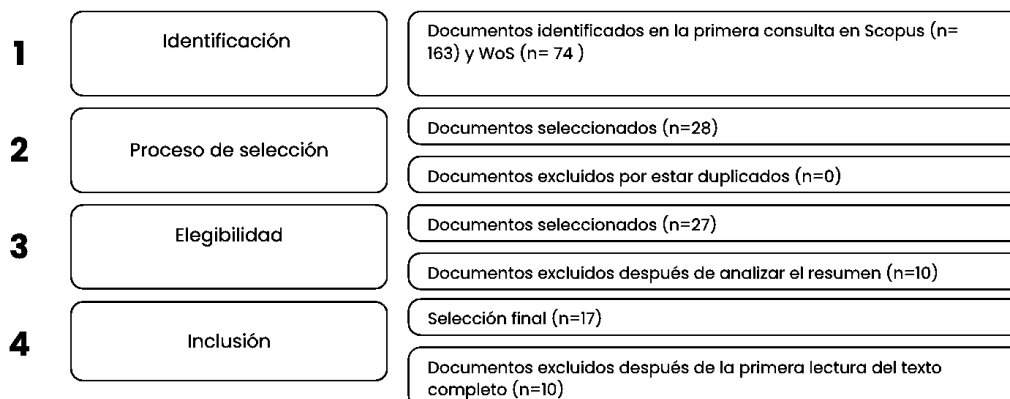 1
Identificación
Documentos identificados en la primera consulta en Scopus (n=
163) y WoS (n= 74 )
2
Proceso de selección
Documentos seleccionados (n=28)
Documentos excluidos por estar duplicados (n=0)
3
Elegibilidad
Documentos seleccionados (n=27)
Documentos excluidos después de analizar el resumen (n=10)
4
Inclusión
Selección final (n=17)
Documentos excluidos después de la primera lectura del texto
completo (n=10)